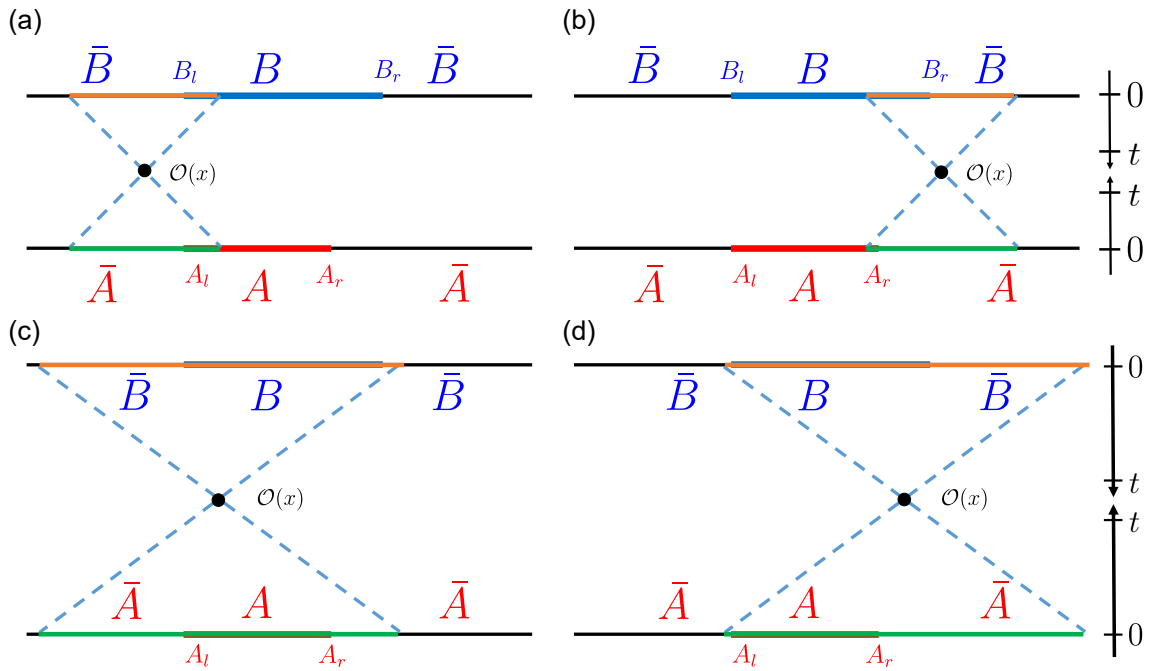 (a)
B̄ B_l B B_r B̄
𝒪(x)
Ā A_l A A_r Ā
(b)
B̄ B_l B B_r B̄
𝒪(x)
Ā A_l A A_r Ā
0
t
t
0
(c)
B̄ B B̄
𝒪(x)
Ā A Ā
A_l A_r
(d)
B̄ B B̄
𝒪(x)
Ā A Ā
A_l A_r
0
t
t
0